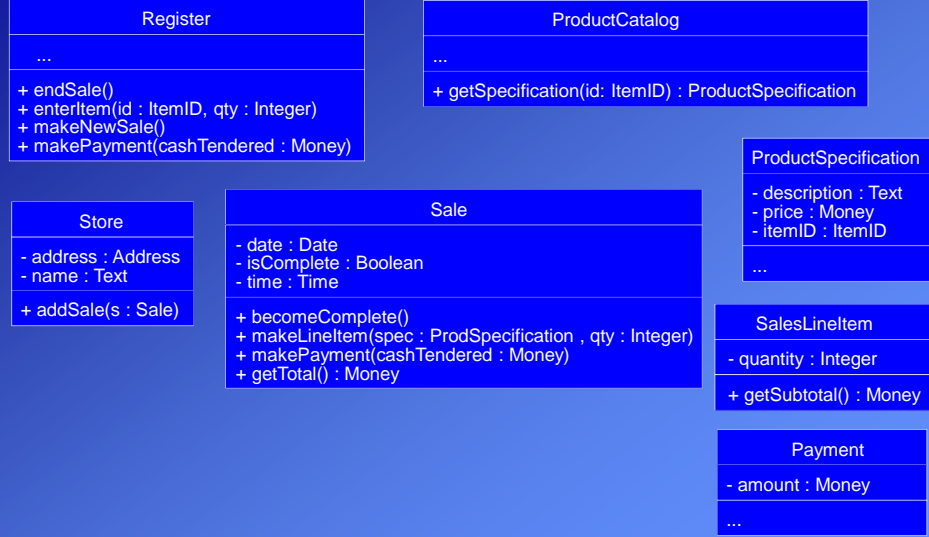 Register
...
+ endSale()
+ enterItem(id : ItemID, qty : Integer)
+ makeNewSale()
+ makePayment(cashTendered : Money)
ProductCatalog
...
+ getSpecification(id: ItemID) : ProductSpecification
ProductSpecification
- description : Text
- price : Money
- itemID : ItemID
...
Store
- address : Address
- name : Text
+ addSale(s : Sale)
Sale
- date : Date
- isComplete : Boolean
- time : Time
+ becomeComplete()
+ makeLineItem(spec : ProdSpecification , qty : Integer)
+ makePayment(cashTendered : Money)
+ getTotal() : Money
SalesLineItem
- quantity : Integer
+ getSubtotal() : Money
Payment
- amount : Money
...